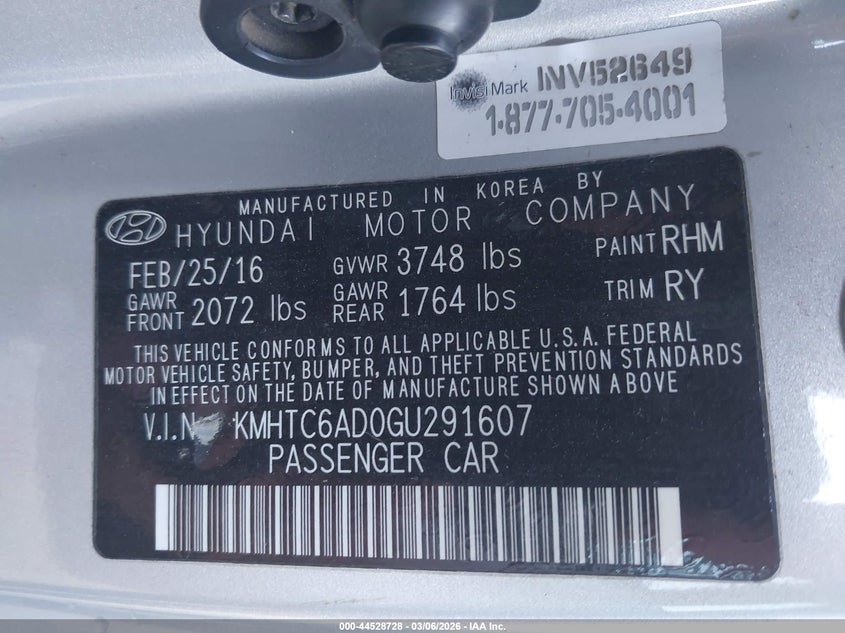 InvisiMark INV52649
1-877-705-4001
MANUFACTURED IN KOREA BY
HYUNDAI MOTOR COMPANY
FEB/25/16 GVWR 3748 lbs PAINT RHM
GAWR FRONT 2072 lbs GAWR REAR 1764 lbs TRIM RY
THIS VEHICLE CONFORMS TO ALL APPLICABLE U.S.A. FEDERAL
MOTOR VEHICLE SAFETY, BUMPER, AND THEFT PREVENTION STANDARDS
IN EFFECT ON THE DATE OF MANUFACTURE SHOWN ABOVE
V.I.N KMHTC6AD0GU291607
PASSENGER CAR
000-44528728 - 03/06/2026 - IAA Inc.